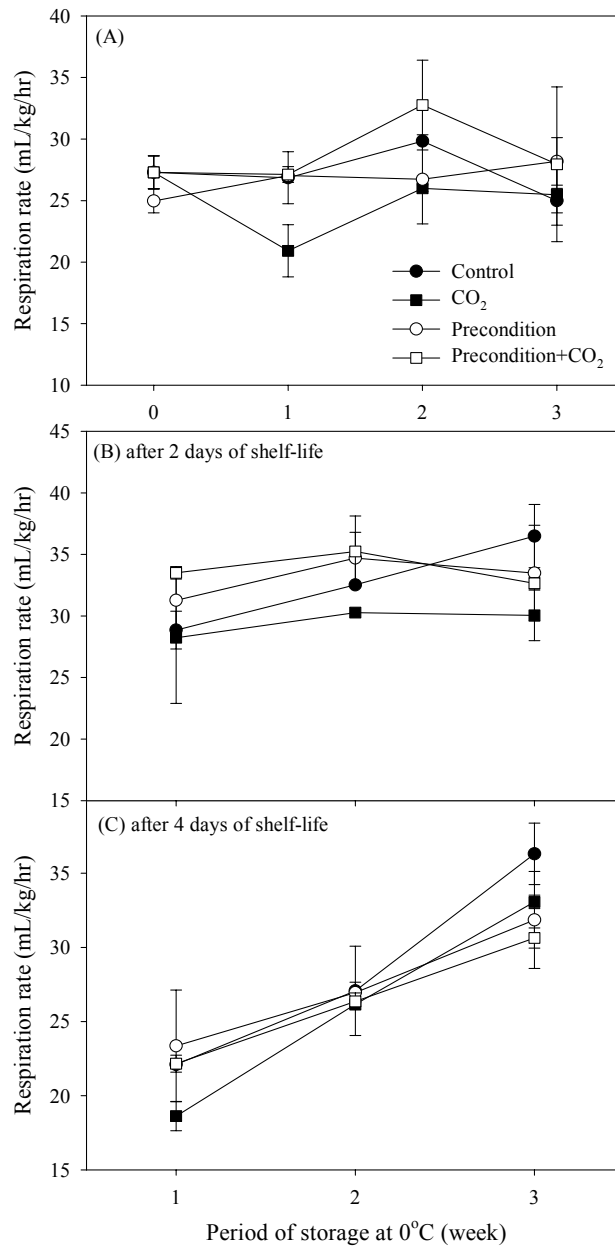 40
(A)
35
30
25
20
15
10
Respiration rate (mL/kg/hr)
Control
CO₂
Precondition
Precondition+CO₂
0 1 2 3
45
(B) after 2 days of shelf-life
40
35
30
25
20
15
Respiration rate (mL/kg/hr)
(C) after 4 days of shelf-life
35
30
25
20
15
Respiration rate (mL/kg/hr)
1 2 3
Period of storage at 0°C (week)